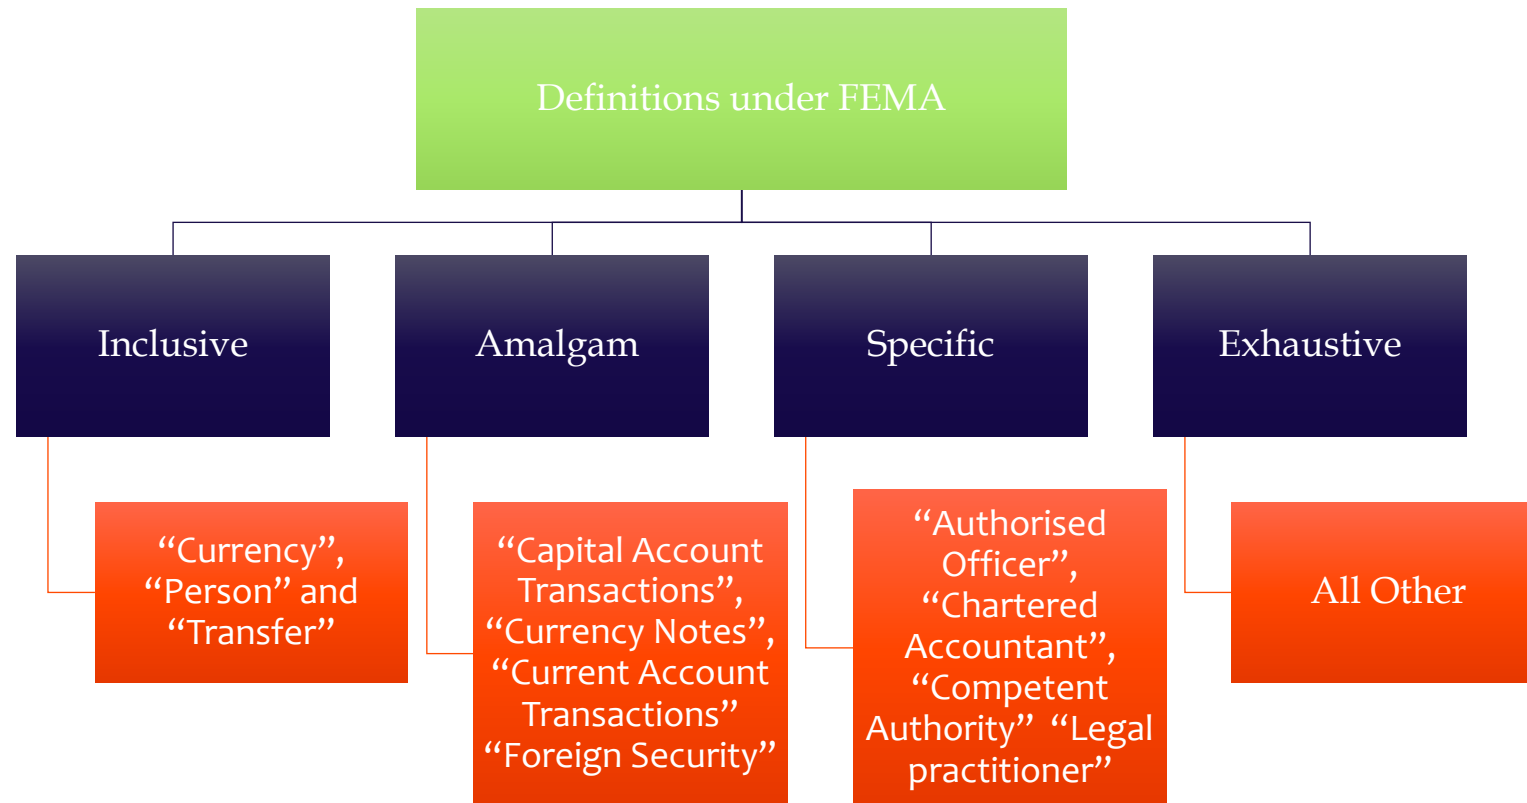 Definitions under FEMA
Inclusive
Amalgam
Specific
Exhaustive
“Currency”,
“Person” and
“Transfer”
“Capital Account
Transactions”,
“Currency Notes”,
“Current Account
Transactions”
“Foreign Security”
“Authorised
Officer”,
“Chartered
Accountant”,
“Competent
Authority” “Legal
practitioner”
All Other